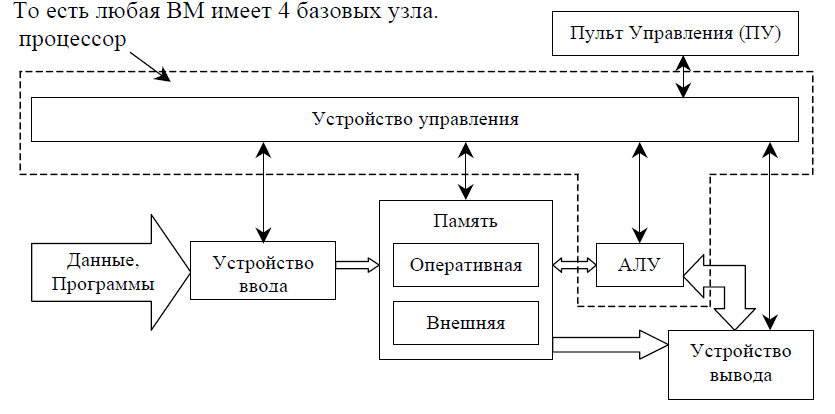 То есть любая ВМ имеет 4 базовых узла.
процессор
Пульт Управления (ПУ)
Устройство управления
Данные,
Программы
Устройство
ввода
Память
Оперативная
Внешняя
АЛУ
Устройство
вывода